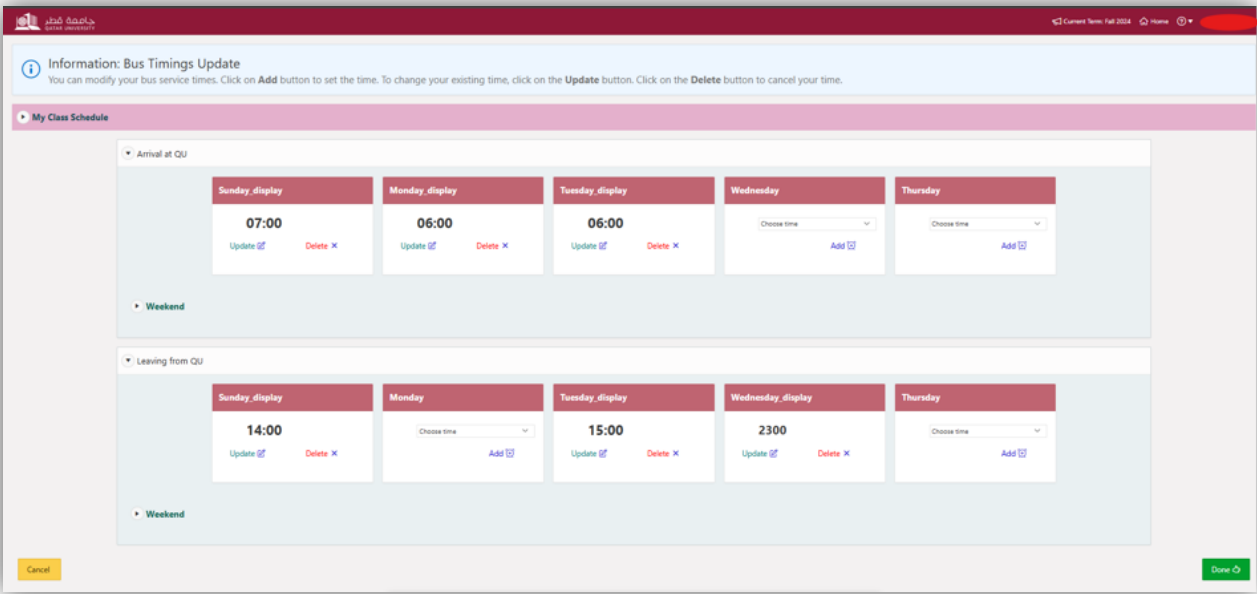 جامعة قطر
QATAR UNIVERSITY
Current Term: Fall 2024 Home
Information: Bus Timings Update
You can modify your bus service times. Click on Add button to set the time. To change your existing time, click on the Update button. Click on the Delete button to cancel your time.
My Class Schedule
Arrival at QU
Sunday_display Monday_display Tuesday_display Wednesday Thursday
07:00 06:00 06:00 Choose time Choose time
Update Delete Update Delete Update Delete Add Add
Weekend
Leaving from QU
Sunday_display Monday Tuesday_display Wednesday_display Thursday
14:00 Choose time 15:00 2300 Choose time
Update Delete Add Update Delete Update Delete Add
Weekend
Cancel Done